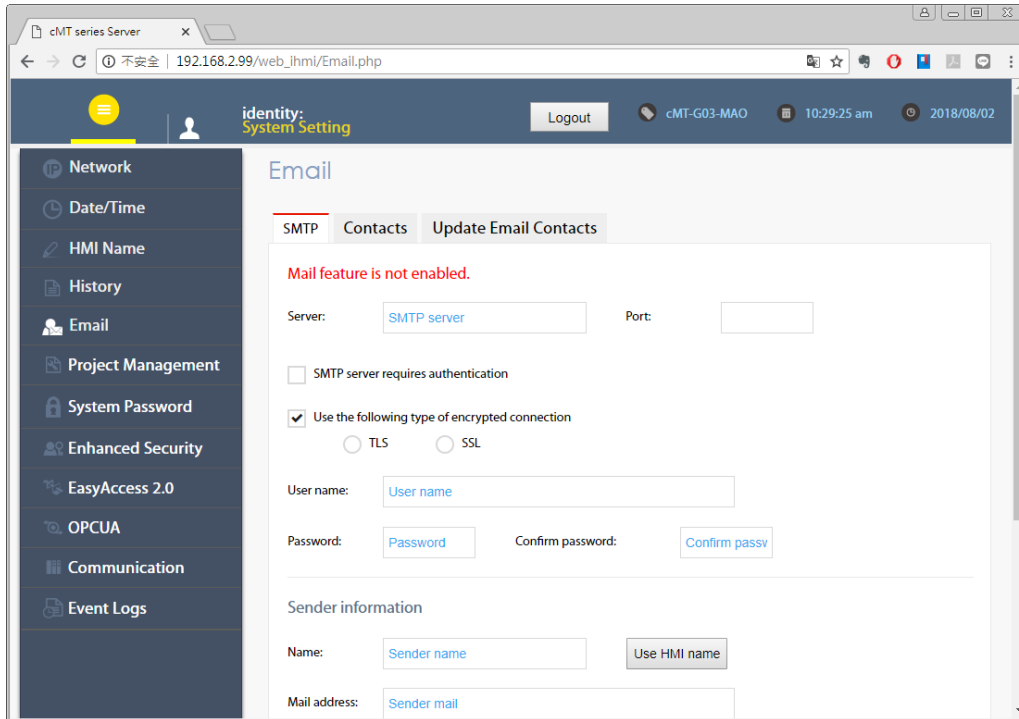 cMT series Server
不安全 | 192.168.2.99/web_ihmi/Email.php
identity:
System Setting
Logout
cMT-G03-MAO
10:29:25 am
2018/08/02
Network
Date/Time
HMI Name
History
Email
Project Management
System Password
Enhanced Security
EasyAccess 2.0
OPCUA
Communication
Event Logs
Email
SMTP Contacts Update Email Contacts
Mail feature is not enabled.
Server: SMTP server Port:
SMTP server requires authentication
Use the following type of encrypted connection
TLS SSL
User name: User name
Password: Password Confirm password: Confirm passw
Sender information
Name: Sender name Use HMI name
Mail address: Sender mail